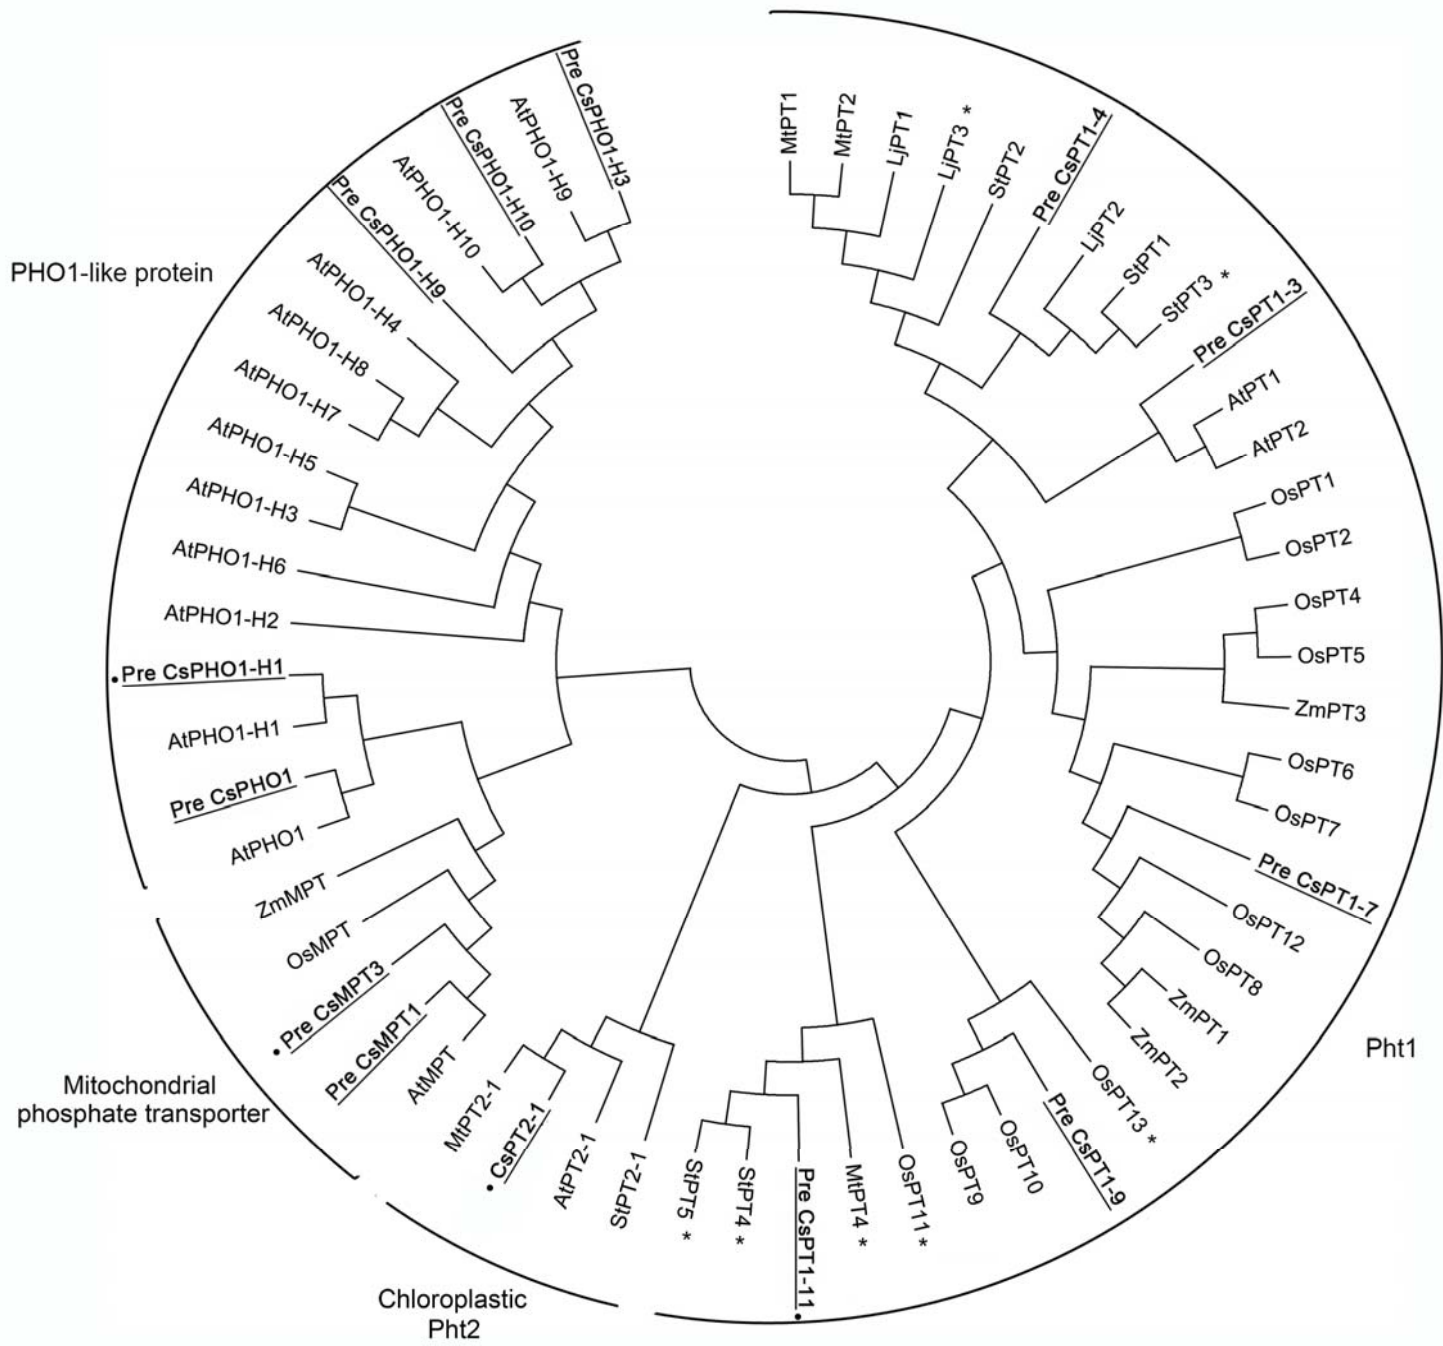 Pre CsPHO1-H3
AtPHO1-H9
Pre CsPHO1-H10
AtPHO1-H10
Pre CsPHO1-H9
AtPHO1-H4
AtPHO1-H8
AtPHO1-H7
AtPHO1-H5
AtPHO1-H3
AtPHO1-H6
AtPHO1-H2
• Pre CsPHO1-H1
AtPHO1-H1
Pre CsPHO1
AtPHO1
PHO1-like protein
ZmMPT
OsMPT
• Pre CsMPT3
Pre CsMPT1
AtMPT
Mitochondrial
phosphate transporter
MtPT2-1
• CsPT2-1
AtPT2-1
StPT2-1
Chloroplastic
Pht2
StPT5 *
StPT4 *
Pre CsPT1-11 •
MtPT4 *
OsPT11 *
OsPT9
OsPT10
Pre CsPT1-9
OsPT13 *
ZmPT2
ZmPT1
OsPT8
OsPT12
Pre CsPT1-7
OsPT7
OsPT6
ZmPT3
OsPT5
OsPT4
OsPT2
OsPT1
AtPT2
AtPT1
Pre CsPT1-3
StPT3 *
StPT1
LjPT2
Pre CsPT1-4
StPT2
LjPT3 *
LjPT1
MtPT2
MtPT1
Pht1